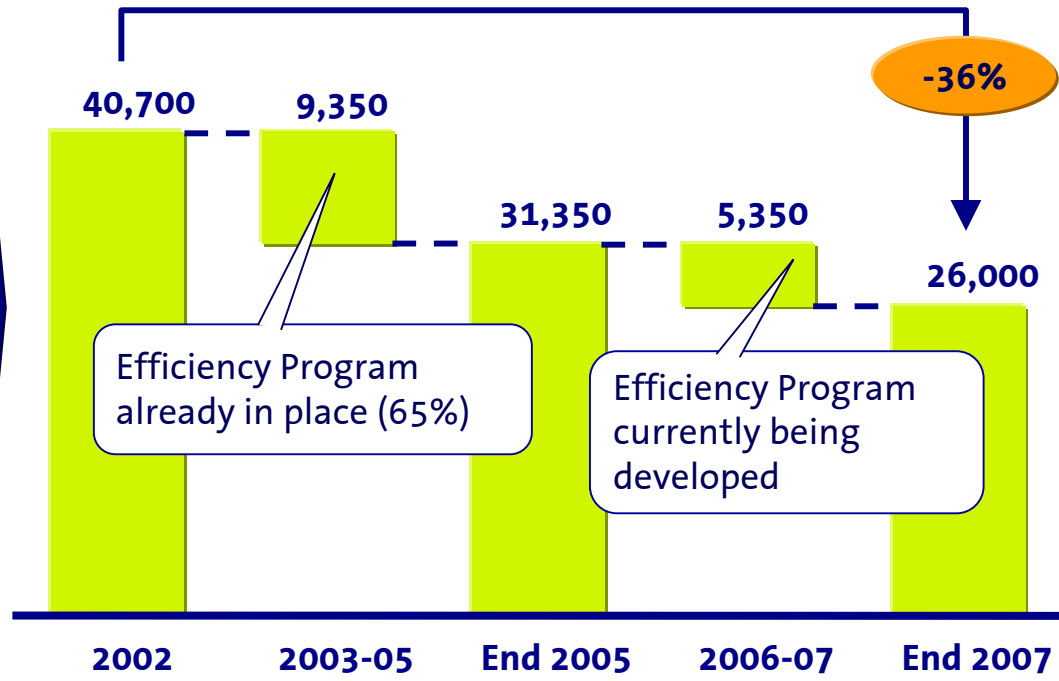 -36%
40,700
9,350
31,350
5,350
26,000
Efficiency Program
already in place (65%)
Efficiency Program
currently being
developed
2002
2003-05
End 2005
2006-07
End 2007